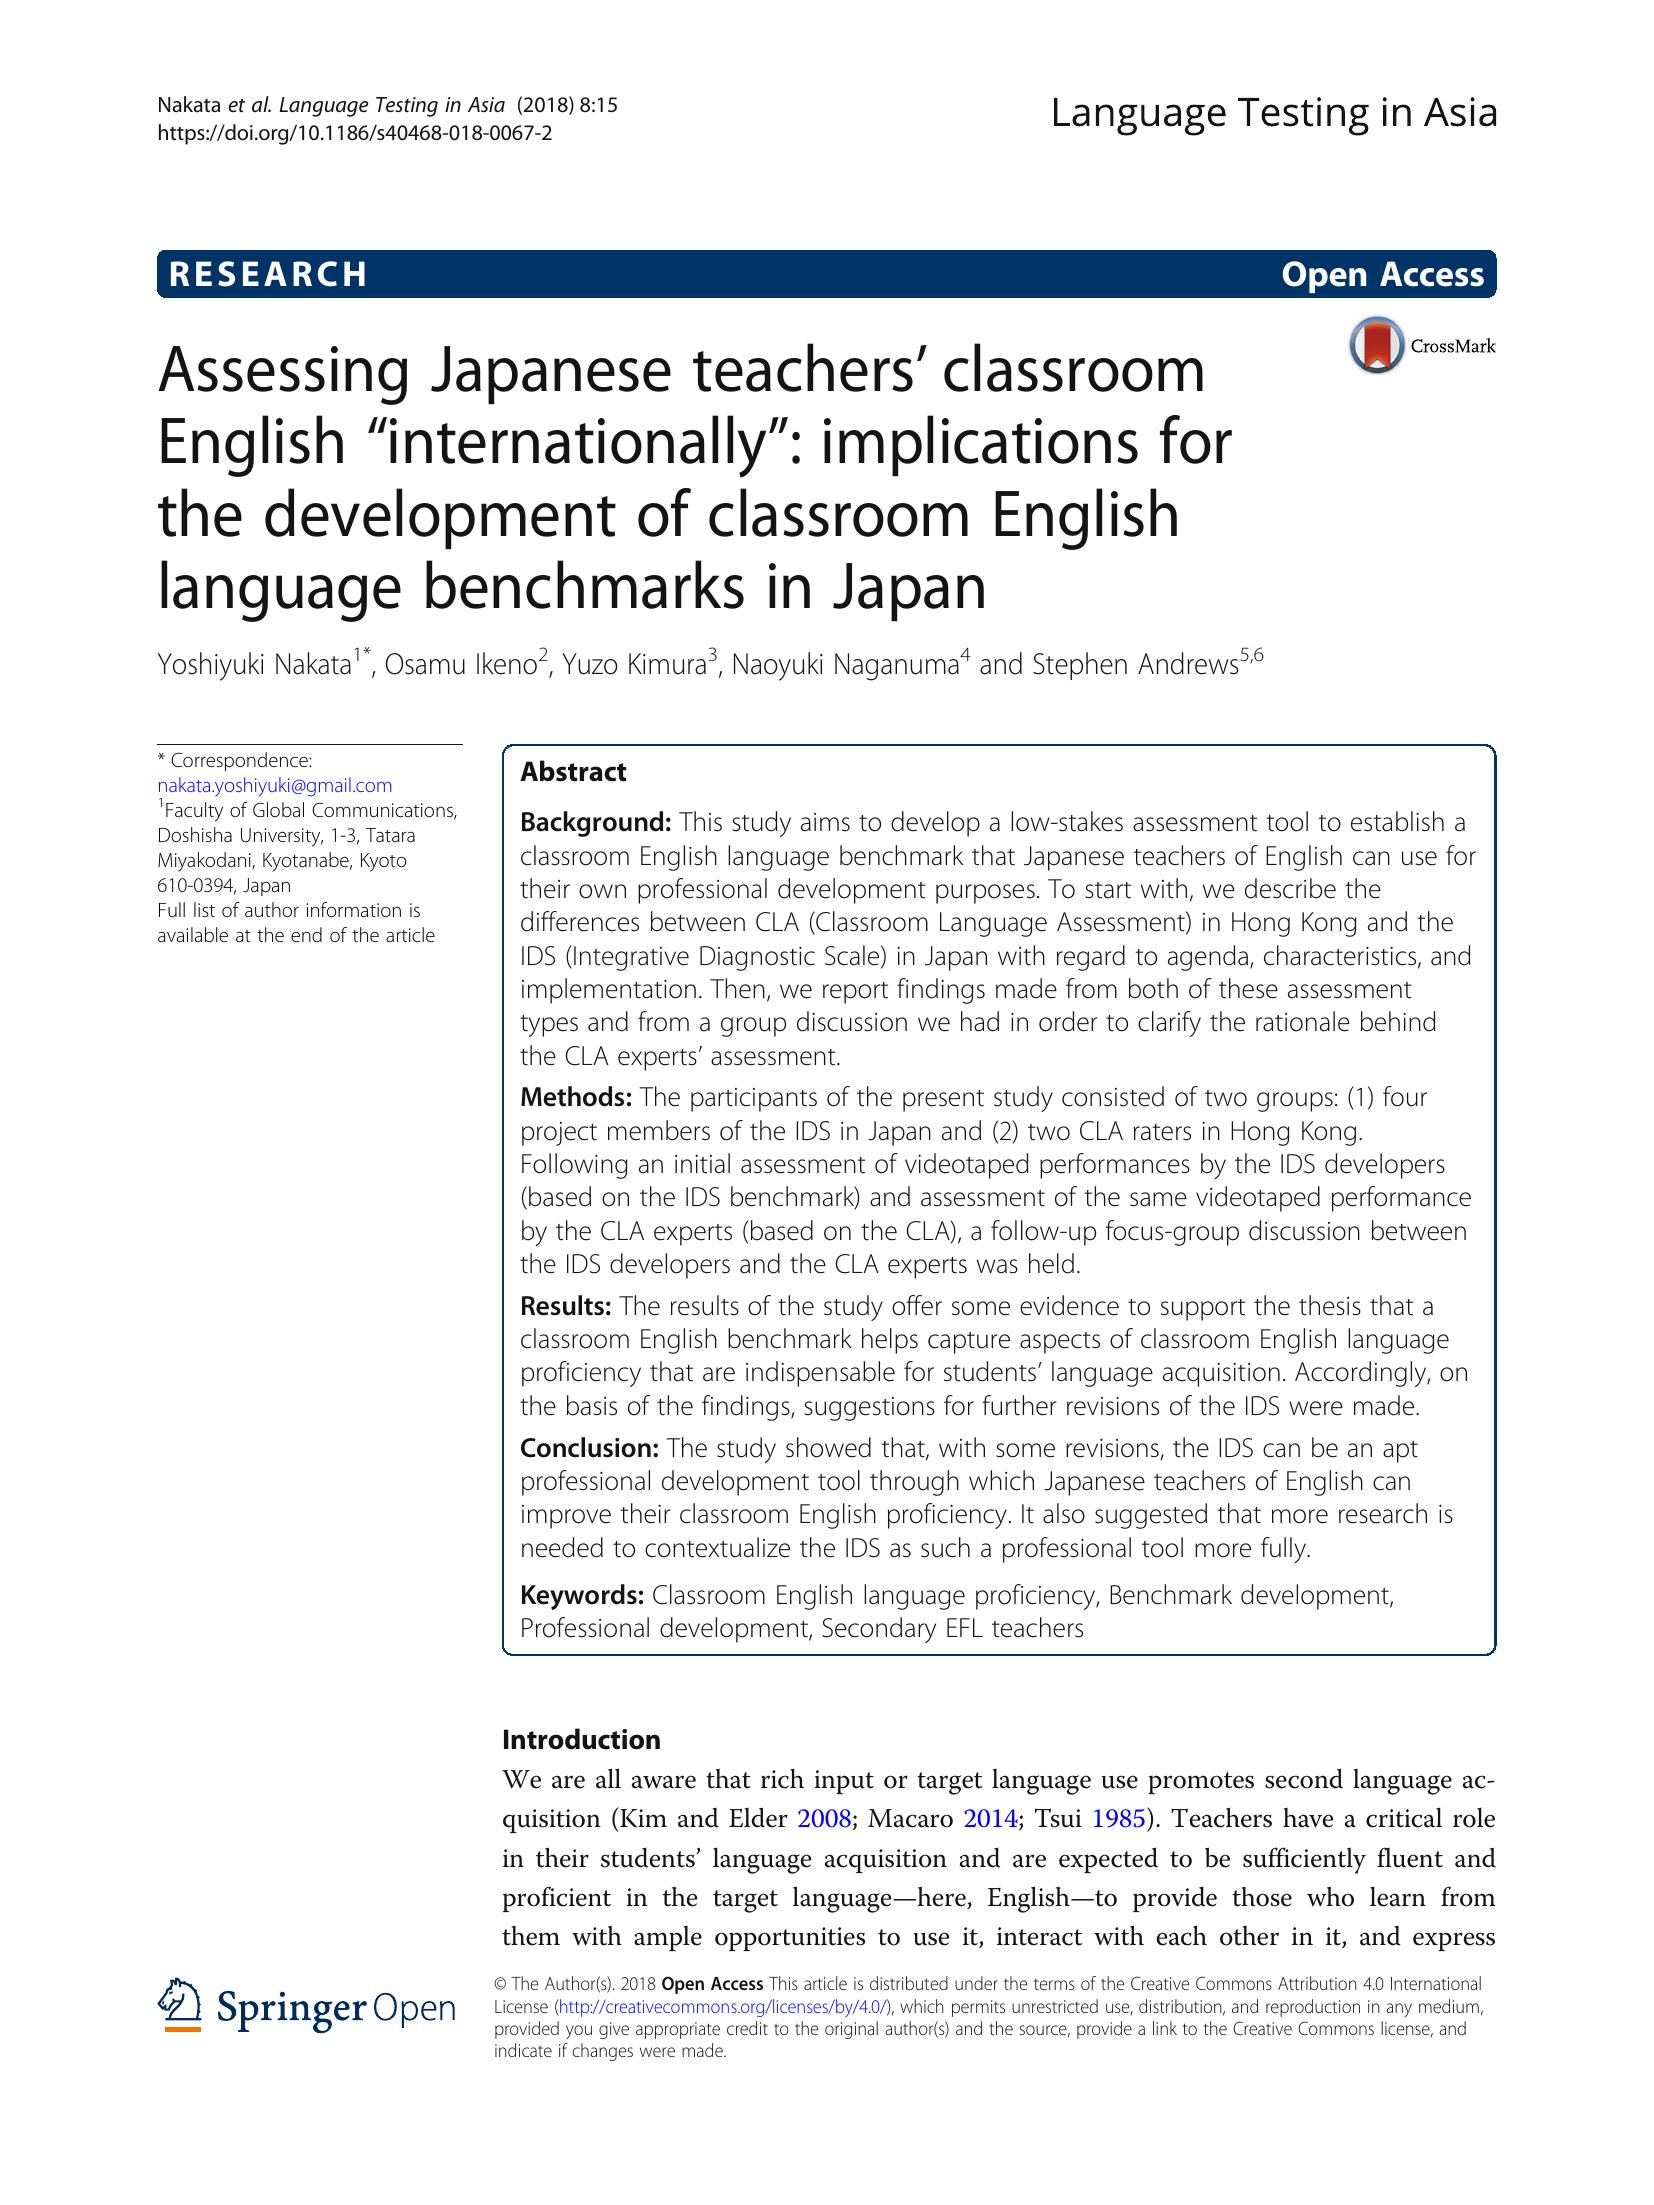 Nakata et al. Language Testing in Asia (2018) 8:15
https://doi.org/10.1186/s40468-018-0067-2
Language Testing in Asia
RESEARCH
Open Access
CrossMark
Assessing Japanese teachers’ classroom
English “internationally”: implications for
the development of classroom English
language benchmarks in Japan
Yoshiyuki Nakata1*, Osamu Ikeno2, Yuzo Kimura3, Naoyuki Naganuma4 and Stephen Andrews5,6
* Correspondence:
nakata.yoshiyuki@gmail.com
1Faculty of Global Communications,
Doshisha University, 1-3, Tatara
Miyakodani, Kyotanabe, Kyoto
610-0394, Japan
Full list of author information is
available at the end of the article
Abstract
Background: This study aims to develop a low-stakes assessment tool to establish a
classroom English language benchmark that Japanese teachers of English can use for
their own professional development purposes. To start with, we describe the
differences between CLA (Classroom Language Assessment) in Hong Kong and the
IDS (Integrative Diagnostic Scale) in Japan with regard to agenda, characteristics, and
implementation. Then, we report findings made from both of these assessment
types and from a group discussion we had in order to clarify the rationale behind
the CLA experts’ assessment.
Methods: The participants of the present study consisted of two groups: (1) four
project members of the IDS in Japan and (2) two CLA raters in Hong Kong.
Following an initial assessment of videotaped performances by the IDS developers
(based on the IDS benchmark) and assessment of the same videotaped performance
by the CLA experts (based on the CLA), a follow-up focus-group discussion between
the IDS developers and the CLA experts was held.
Results: The results of the study offer some evidence to support the thesis that a
classroom English benchmark helps capture aspects of classroom English language
proficiency that are indispensable for students’ language acquisition. Accordingly, on
the basis of the findings, suggestions for further revisions of the IDS were made.
Conclusion: The study showed that, with some revisions, the IDS can be an apt
professional development tool through which Japanese teachers of English can
improve their classroom English proficiency. It also suggested that more research is
needed to contextualize the IDS as such a professional tool more fully.
Keywords: Classroom English language proficiency, Benchmark development,
Professional development, Secondary EFL teachers
Introduction
We are all aware that rich input or target language use promotes second language ac-
quisition (Kim and Elder 2008; Macaro 2014; Tsui 1985). Teachers have a critical role
in their students’ language acquisition and are expected to be sufficiently fluent and
proficient in the target language—here, English—to provide those who learn from
them with ample opportunities to use it, interact with each other in it, and express
Springer Open
© The Author(s). 2018 Open Access This article is distributed under the terms of the Creative Commons Attribution 4.0 International
License (http://creativecommons.org/licenses/by/4.0/), which permits unrestricted use, distribution, and reproduction in any medium,
provided you give appropriate credit to the original author(s) and the source, provide a link to the Creative Commons license, and
indicate if changes were made.